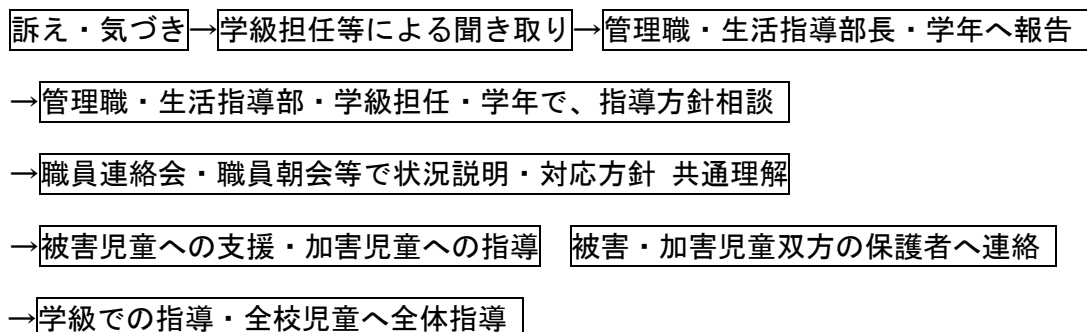 訴え・気づき→学級担任等による聞き取り→管理職・生活指導部長・学年へ報告
→管理職・生活指導部・学級担任・学年で、指導方針相談
→職員連絡会・職員朝会等で状況説明・対応方針 共通理解
→被害児童への支援・加害児童への指導 被害・加害児童双方の保護者へ連絡
→学級での指導・全校児童へ全体指導